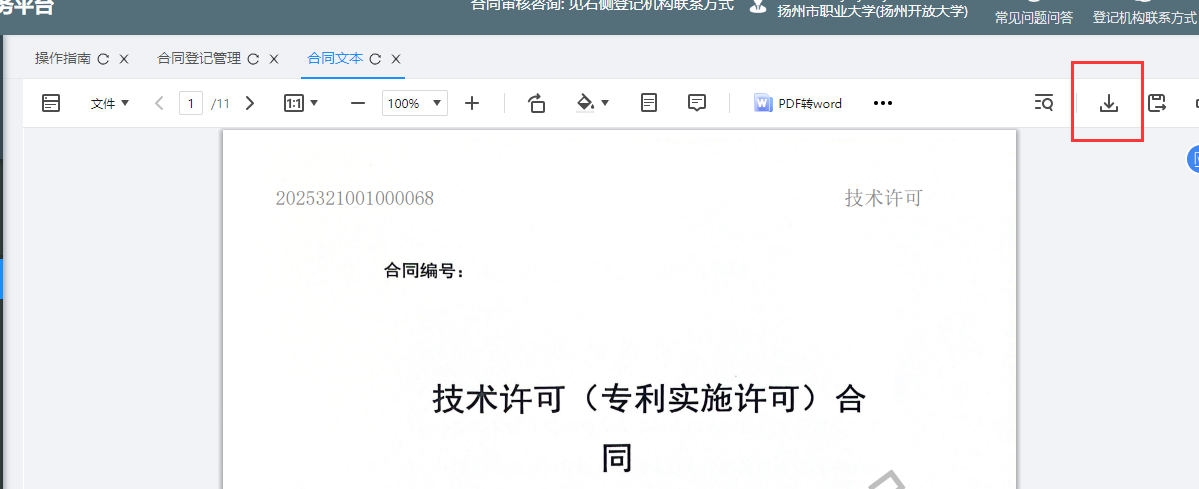 务平台
合同审核咨询: 见右侧登记机构联系方式
扬州市职业大学(扬州开放大学)
常见问题问答 登记机构联系方式
操作指南 合同登记管理 合同文本
文件 1 /11 1:1 100% PDF转word
2025321001000068 技术许可
合同编号：
技术许可（专利实施许可）合
同